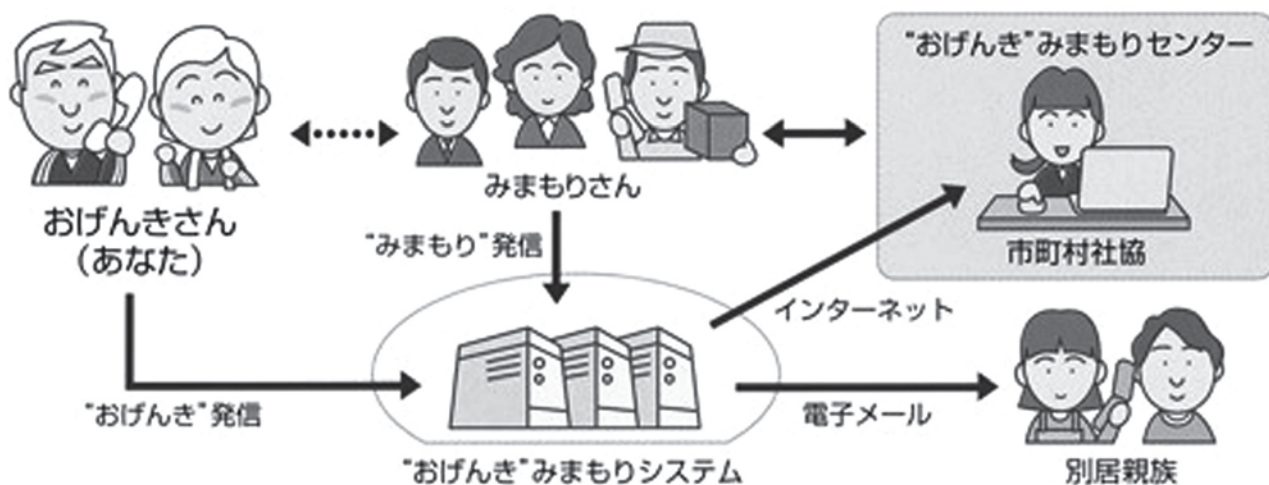 “おげんき”みまもりセンター
みまもりさん
おげんきさん
（あなた）
“みまもり”発信
市町村社協
インターネット
“おげんき”発信
電子メール
“おげんき”みまもりシステム
別居親族